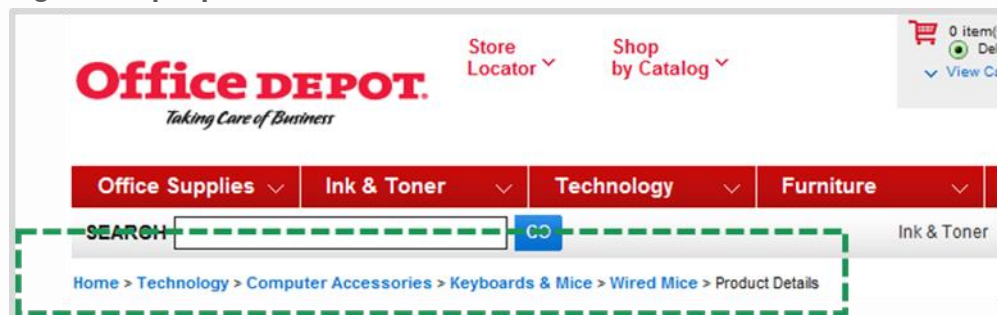 0 item(
Store Shop
Locator by Catalog
View Ca
Office DEPOT.
Taking Care of Business
Office Supplies Ink & Toner Technology Furniture
SEARCH GO Ink & Toner
Home > Technology > Computer Accessories > Keyboards & Mice > Wired Mice > Product Details